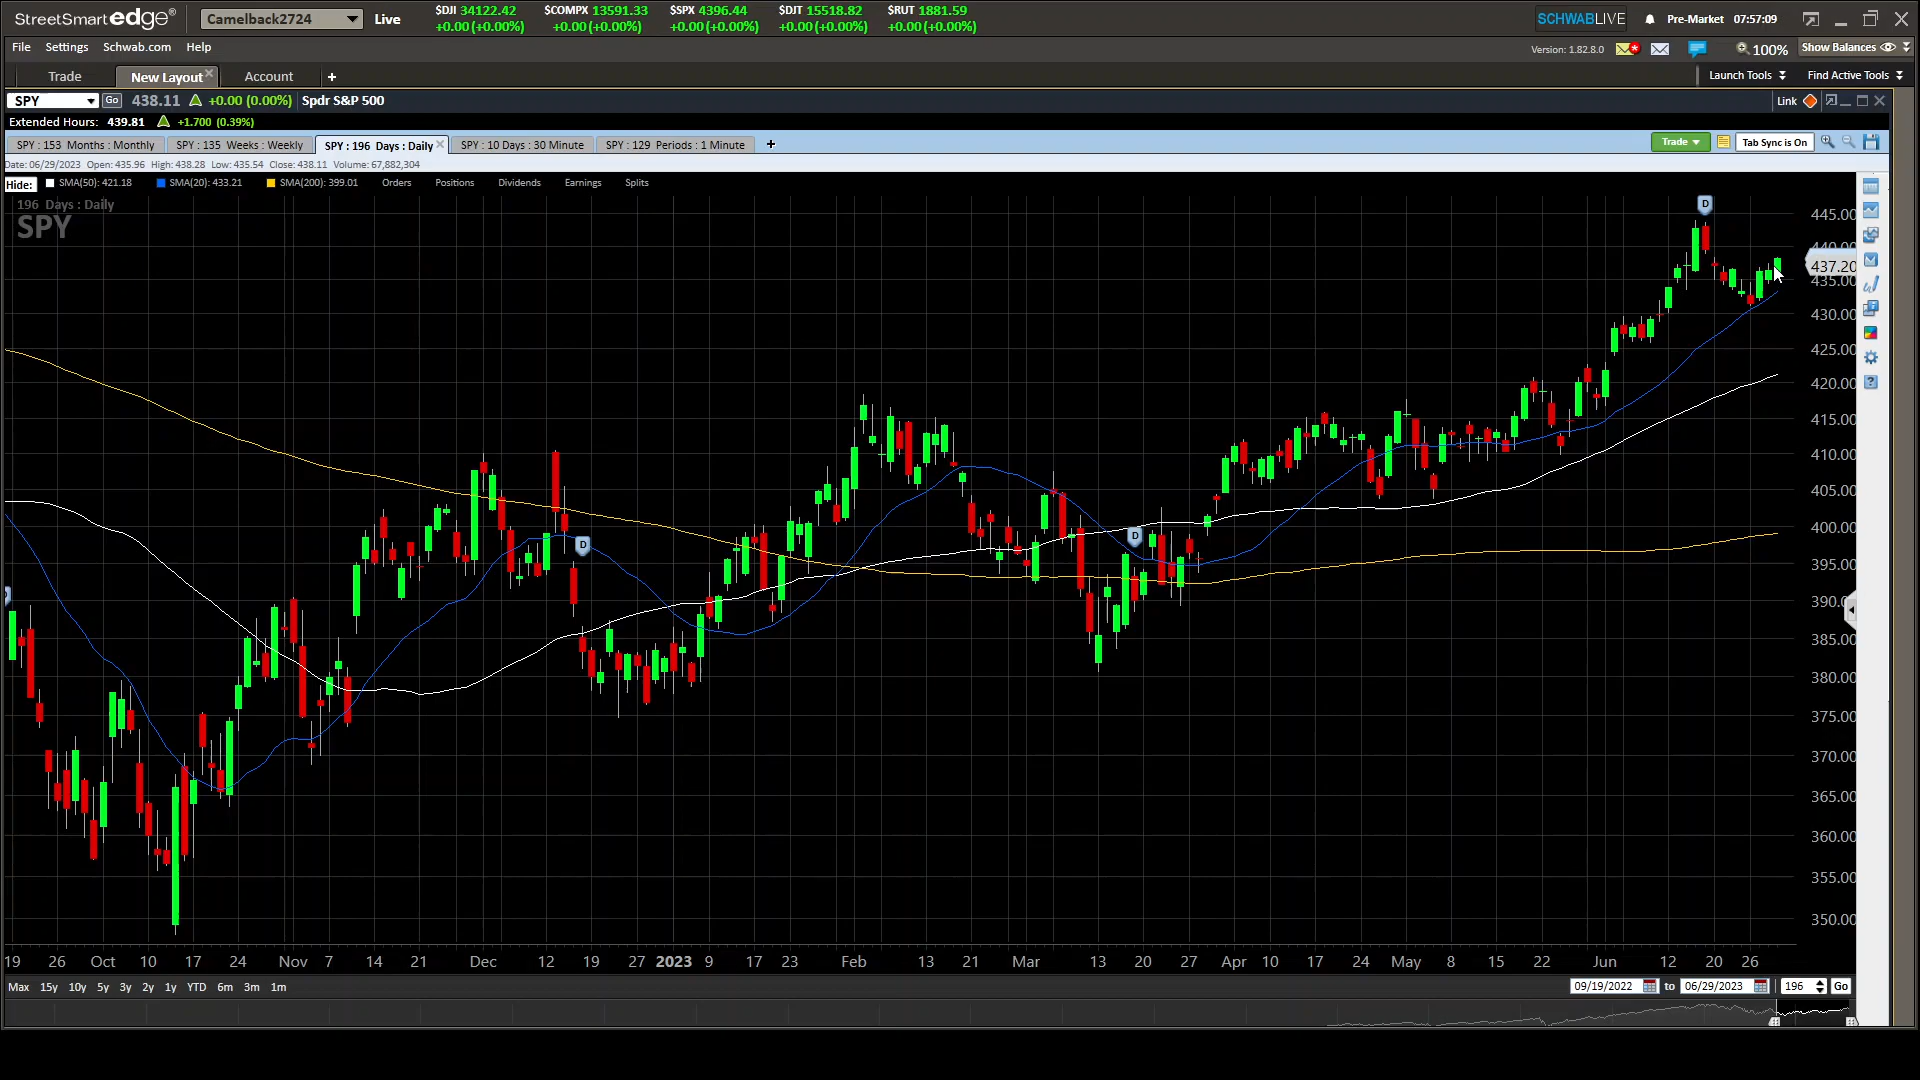 StreetSmart edge®
Camelback2724
Live
$DJI 34122.42
+0.00 (+0.00%)
$COMPX 13591.33
+0.00 (+0.00%)
$SPX 4396.44
+0.00 (+0.00%)
$DJT 15518.82
+0.00 (+0.00%)
$RUT 1881.59
+0.00 (+0.00%)
SCHWABLIVE
Pre-Market 07:57:09
File Settings Schwab.com Help
Version: 1.82.8.0
100%
Show Balances
Trade New Layout Account +
Launch Tools
Find Active Tools
SPY Go 438.11 +0.00 (0.00%) Spdr S&P 500
Link
Extended Hours: 439.81 +1.700 (0.39%)
SPY : 153 Months : Monthly
SPY : 135 Weeks : Weekly
SPY : 196 Days : Daily
SPY : 10 Days : 30 Minute
SPY : 129 Periods : 1 Minute
+
Trade
Tab Sync is On
Date: 06/29/2023 Open: 435.96 High: 438.28 Low: 435.54 Close: 438.11 Volume: 67,882,304
Hide: SMA(50): 421.18 SMA(20): 433.21 SMA(200): 399.01 Orders Positions Dividends Earnings Splits
196 Days : Daily
SPY
D
D
D
445.00
440.00
437.20
435.00
430.00
425.00
420.00
415.00
410.00
405.00
400.00
395.00
390.0
385.00
380.00
375.00
370.00
365.00
360.00
355.00
350.00
19 26 Oct 10 17 24 Nov 7 14 21 Dec 12 19 27 2023 9 17 23 Feb 13 21 Mar 13 20 27 Apr 10 17 24 May 8 15 22 Jun 12 20 26
Max 15y 10y 5y 3y 2y 1y YTD 6m 3m 1m
09/19/2022 to 06/29/2023 196 Go